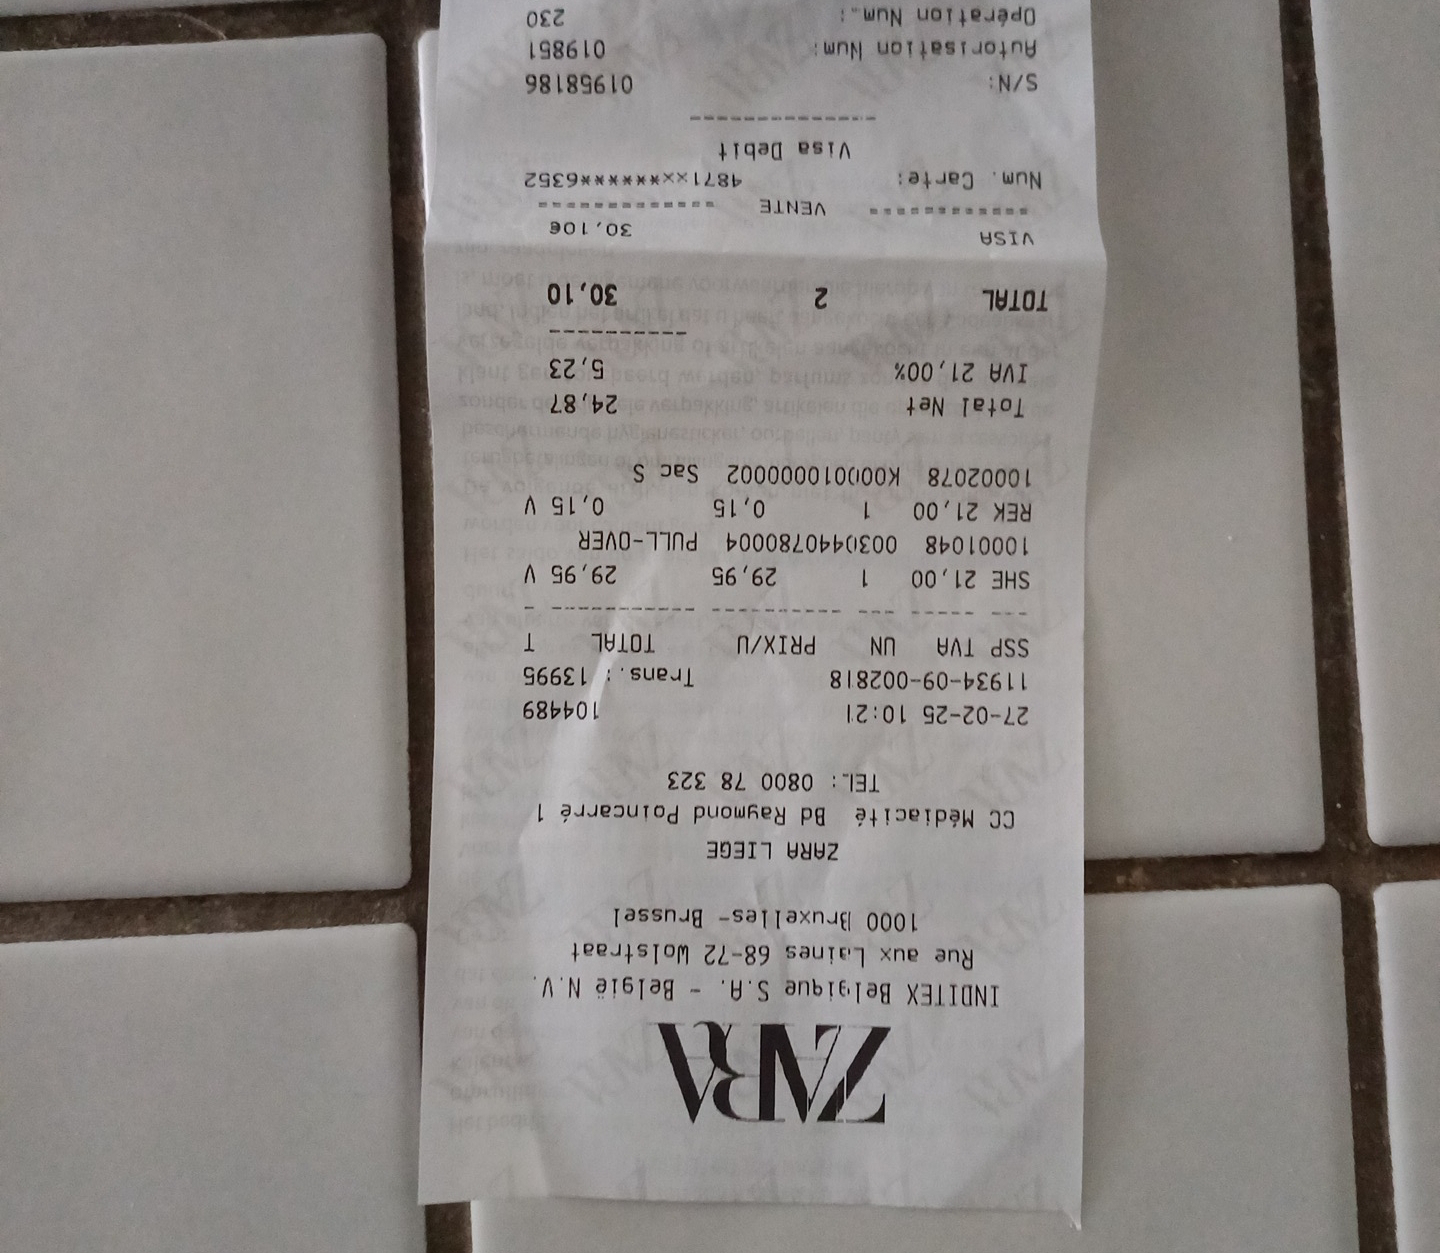 ZARA
INDITEX Belgique S.A. - België N.V.
Rue aux Laines 68-72 Wolstraat
1000 Bruxelles- Brussel
ZARA LIEGE
CC Médiacité Bd Raymond Poincarré 1
TEL: 0800 78 323
27-02-25 10:21 104489
11934-09-002818 Trans.: 13995
SSP TVA UN PRIX/U TOTAL T
SHE 21,00 1 29,95 29,95 V
10001048 0030440780004 PULL-OVER
REK 21,00 1 0,15 0,15 V
10002078 K000010000002 Sac S
Total Net 24,87
IVA 21,00% 5,23
TOTAL 2 30,10
VISA 30,10€
VENTE
Num. Carte: 4871xx******6352
Visa Debit
S/N: 01958186
Autorisation Num: 019851
Opération Num.: 230